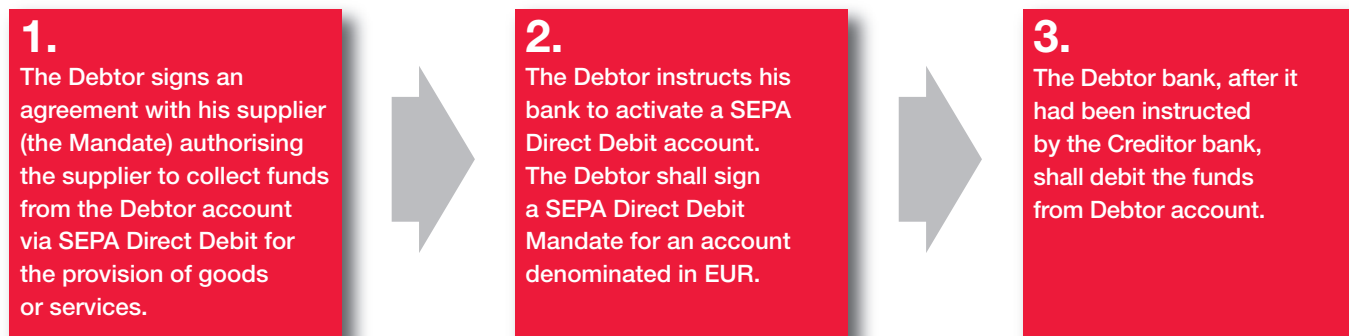 1.
The Debtor signs an
agreement with his supplier
(the Mandate) authorising
the supplier to collect funds
from the Debtor account
via SEPA Direct Debit for
the provision of goods
or services.
2.
The Debtor instructs his
bank to activate a SEPA
Direct Debit account.
The Debtor shall sign
a SEPA Direct Debit
Mandate for an account
denominated in EUR.
3.
The Debtor bank, after it
had been instructed
by the Creditor bank,
shall debit the funds
from Debtor account.